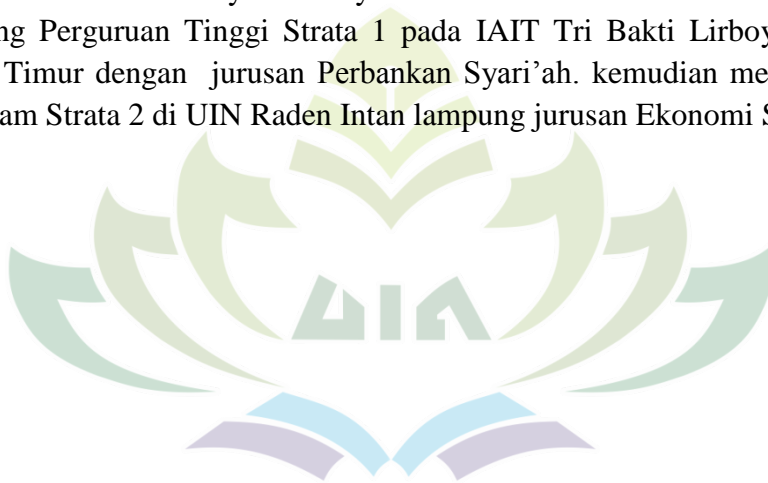 ng Perguruan Tinggi Strata 1 pada IAIT Tri Bakti Lirboy
Timur dengan  jurusan Perbankan Syari’ah. kemudian me
am Strata 2 di UIN Raden Intan lampung jurusan Ekonomi S
UIN